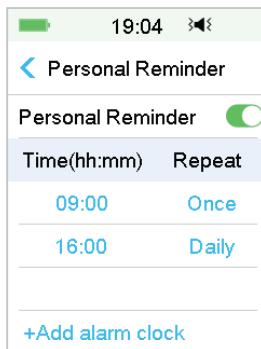 19:04
Personal Reminder
Personal Reminder
Time(hh:mm) Repeat
09:00 Once
16:00 Daily
+Add alarm clock